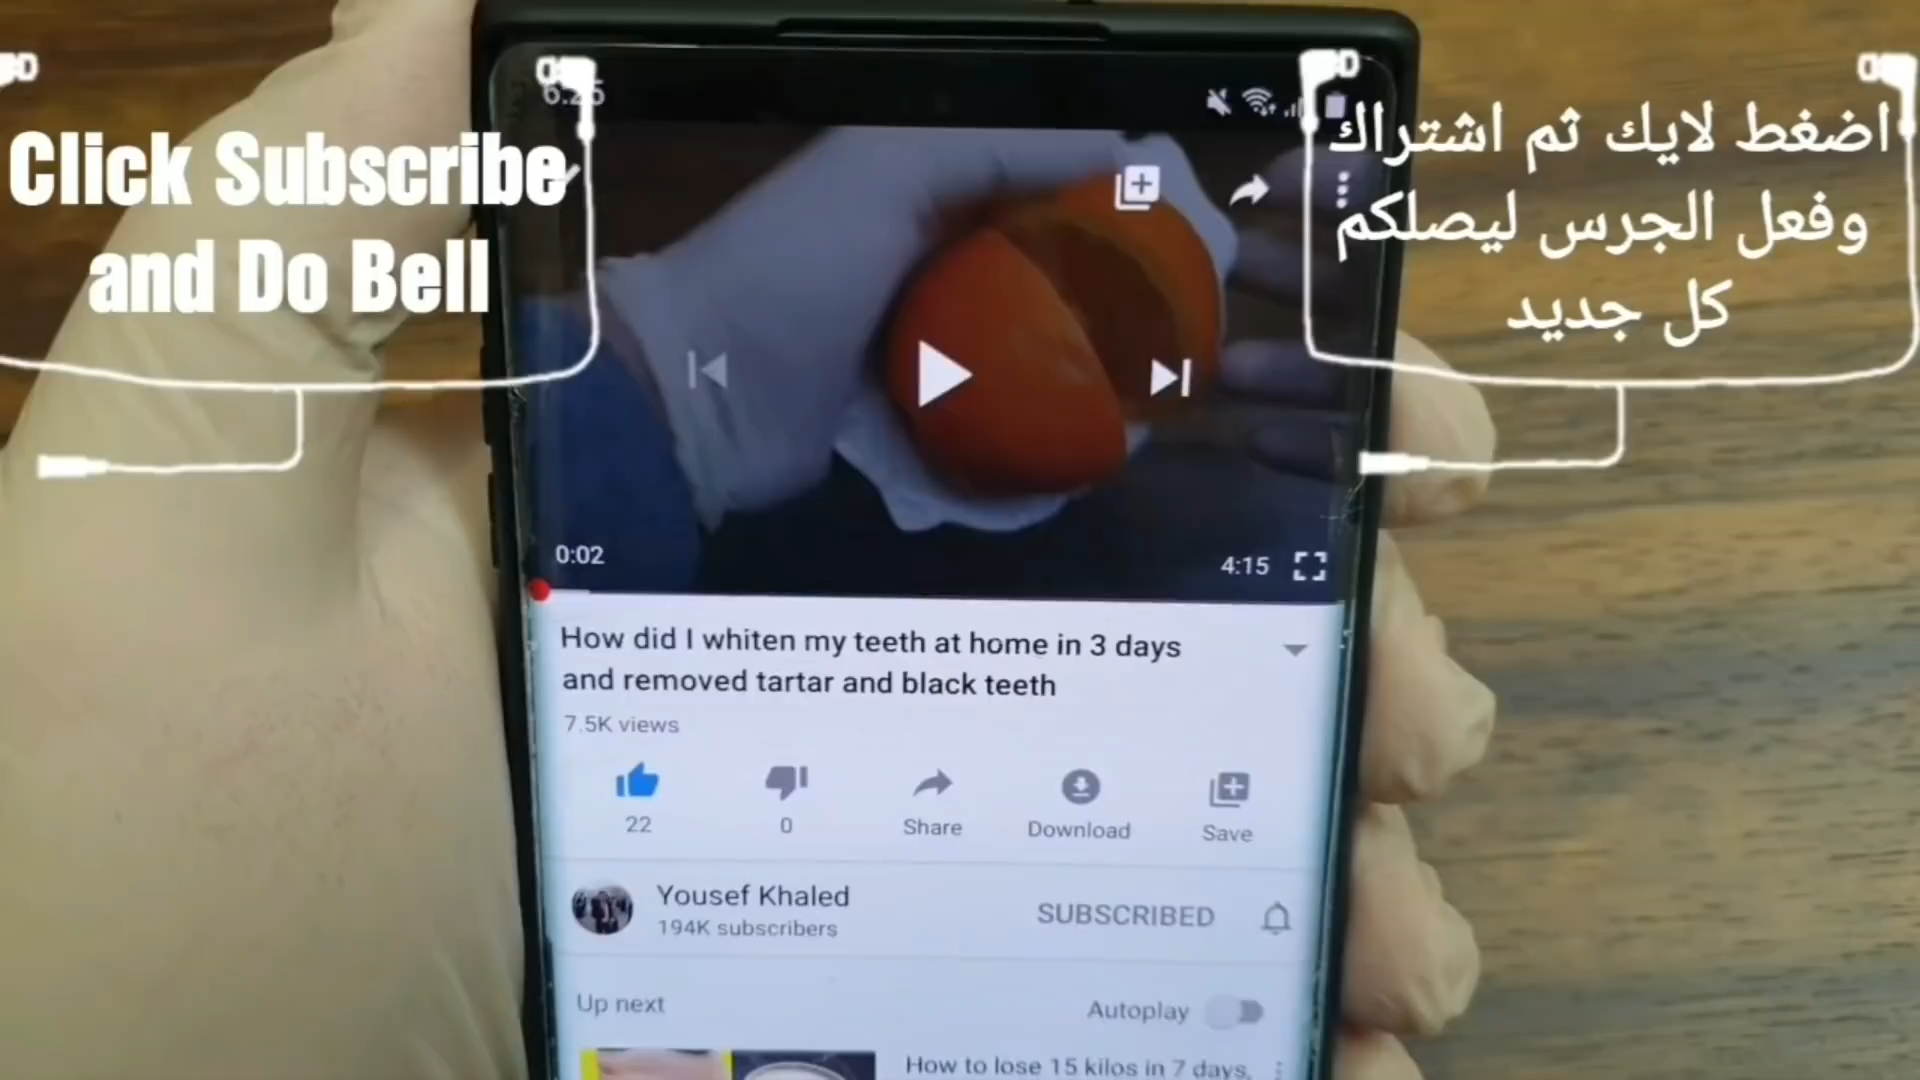 Click Subscribe
and Do Bell
اضغط لايك ثم اشتراك
وفعل الجرس ليصلكم
كل جديد
0:02
4:15
How did I whiten my teeth at home in 3 days
and removed tartar and black teeth
7.5K views
22
0
Share
Download
Save
Yousef Khaled
194K subscribers
SUBSCRIBED
Up next
Autoplay
How to lose 15 kilos in 7 days,